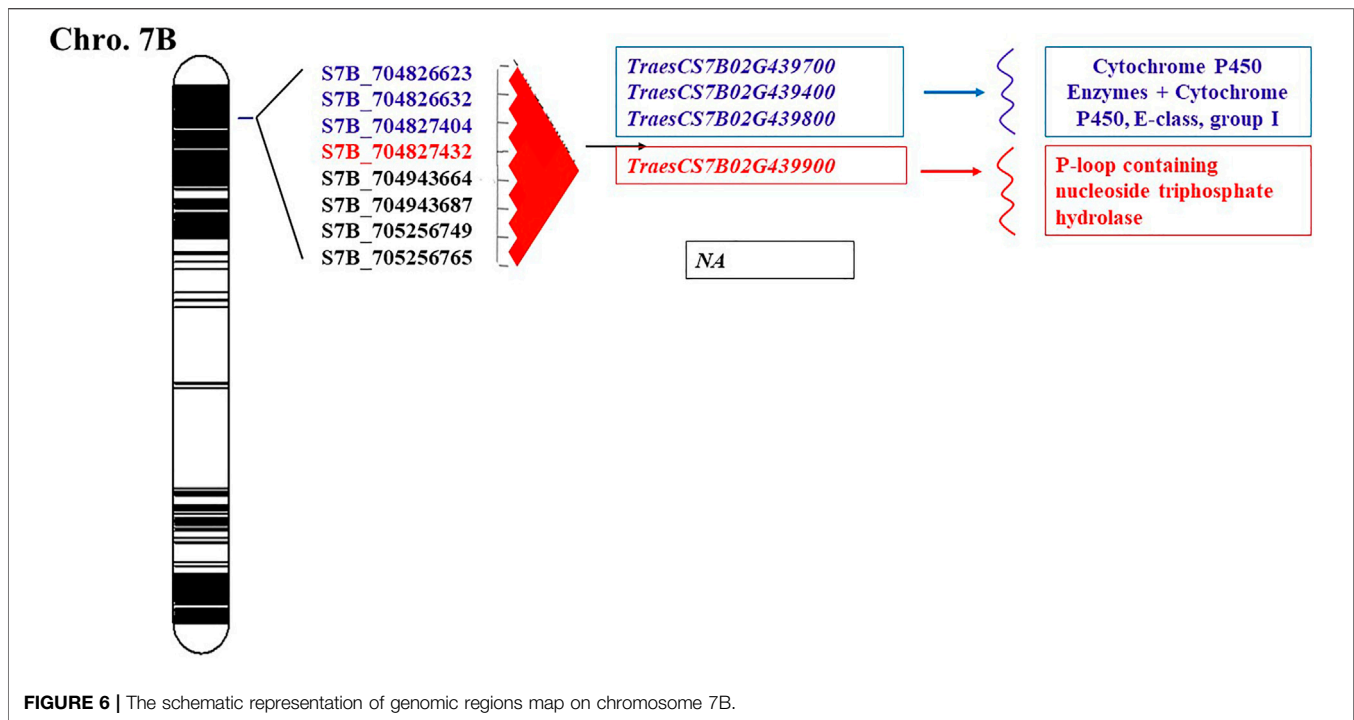 Chro. 7B
S7B_704826623
S7B_704826632
S7B_704827404
S7B_704827432
S7B_704943664
S7B_704943687
S7B_705256749
S7B_705256765
TraesCS7B02G439700
TraesCS7B02G439400
TraesCS7B02G439800
TraesCS7B02G439900
NA
Cytochrome P450
Enzymes + Cytochrome
P450, E-class, group I
P-loop containing
nucleoside triphosphate
hydrolase
FIGURE 6 | The schematic representation of genomic regions map on chromosome 7B.